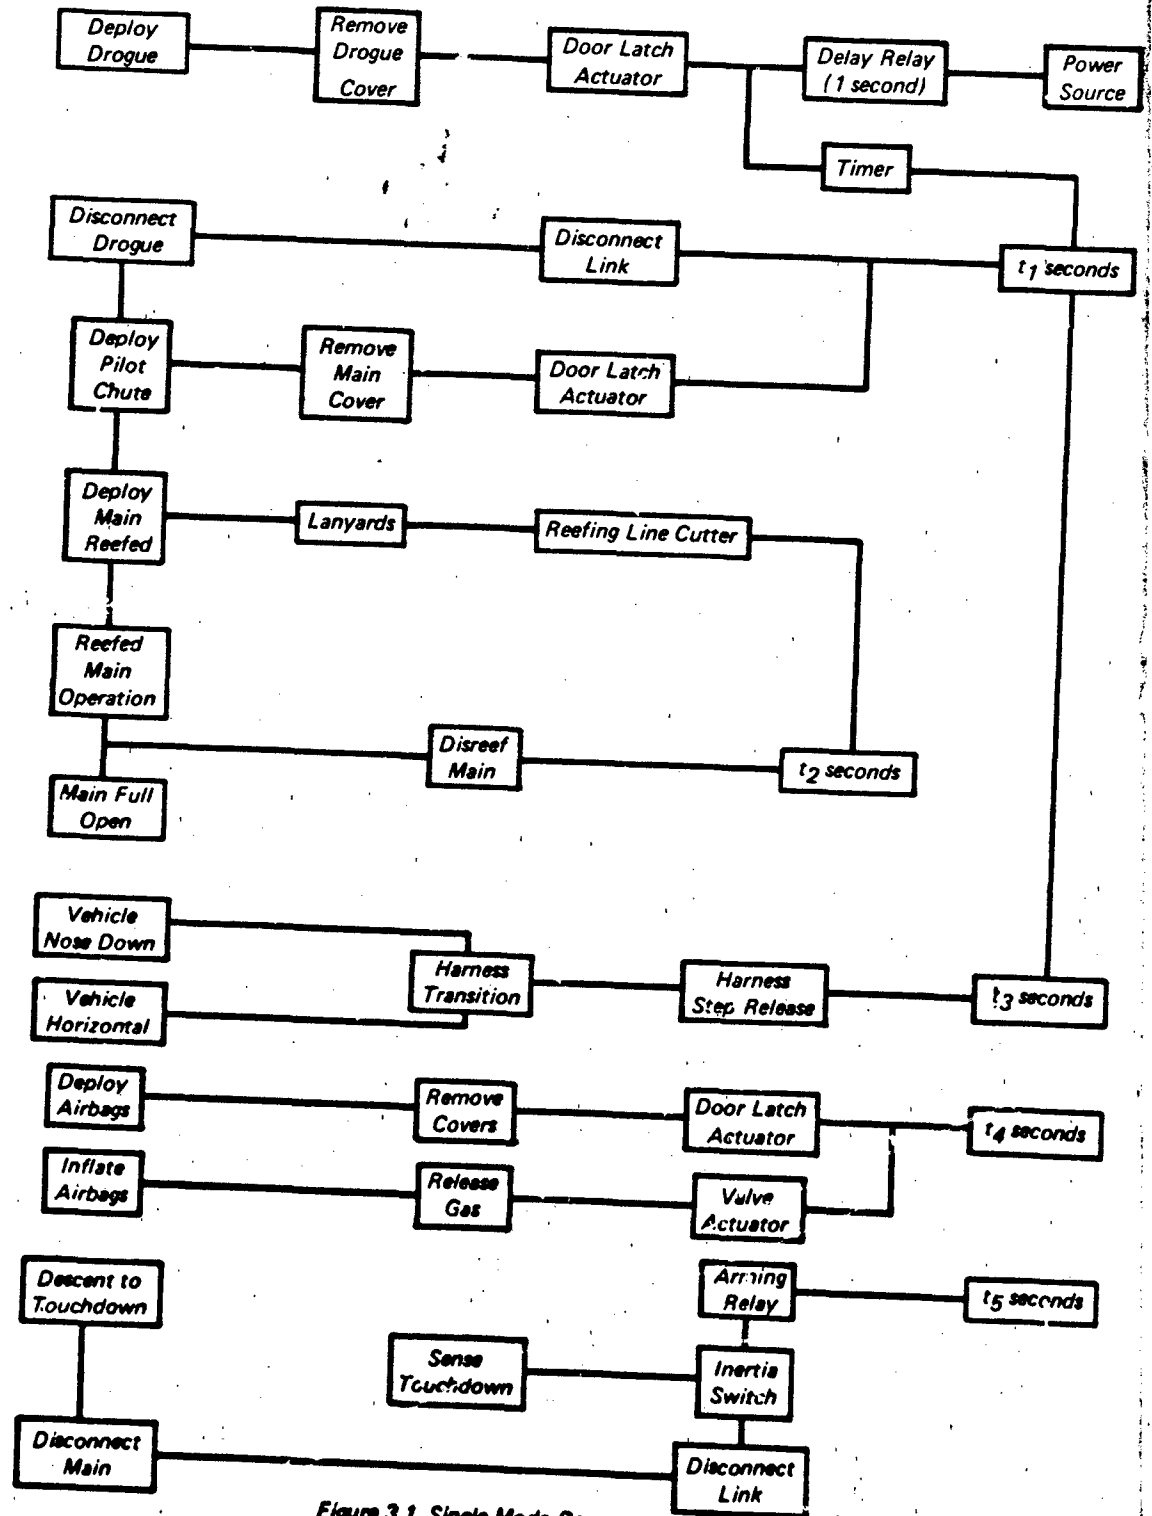 Deploy
Drogue
Remove
Drogue
Cover
Door Latch
Actuator
Delay Relay
(1 second)
Power
Source
Timer
Disconnect
Drogue
Disconnect
Link
t1 seconds
Deploy
Pilot
Chute
Remove
Main
Cover
Door Latch
Actuator
Deploy
Main
Reefed
Lanyards
Reefing Line Cutter
Reefed
Main
Operation
Disreef
Main
t2 seconds
Main Full
Open
Vehicle
Nose Down
Harness
Transition
Harness
Step Release
t3 seconds
Vehicle
Horizontal
Deploy
Airbags
Remove
Covers
Door Latch
Actuator
t4 seconds
Inflate
Airbags
Release
Gas
Valve
Actuator
Descent to
Touchdown
Arming
Relay
t5 seconds
Sense
Touchdown
Inertia
Switch
Disconnect
Main
Disconnect
Link
Figure 3.1 Single Mode